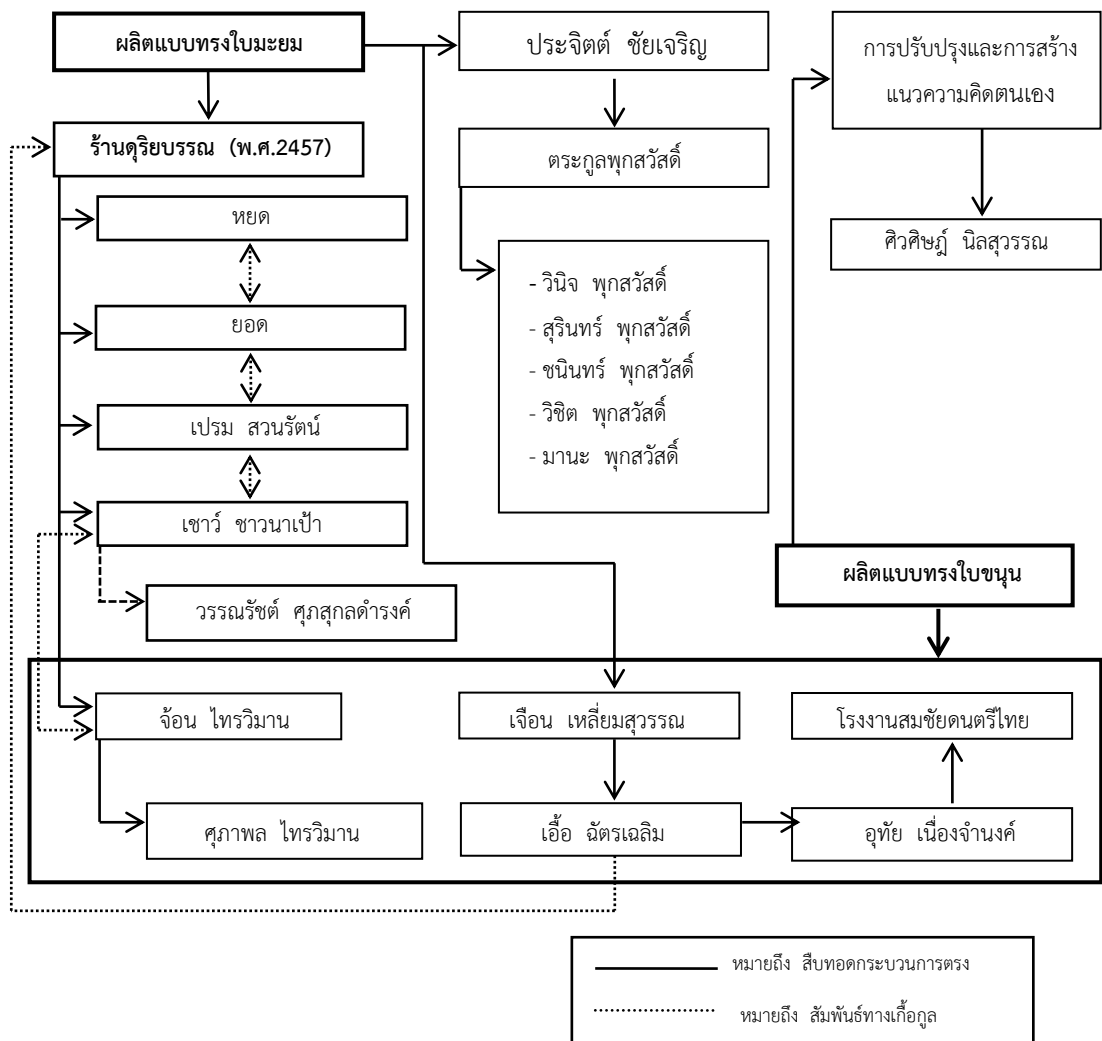 ผลิตแบบทรงใบมะยม
ประจิตต์ ชัยเจริญ
การปรับปรุงและการสร้าง
แนวความคิดตนเอง
ร้านดุริยบรรณ (พ.ศ.2457)
ตระกูลพุกสวัสดิ์
หยด
ศิวศิษฎ์ นิลสุวรรณ
- วินิจ พุกสวัสดิ์
- สุรินทร์ พุกสวัสดิ์
- ชนินทร์ พุกสวัสดิ์
- วิชิต พุกสวัสดิ์
- มานะ พุกสวัสดิ์
ยอด
เปรม สวนรัตน์
เชาว์ ชาวนาเป้า
ผลิตแบบทรงใบขนุน
วรรณรัชต์ ศุภสุกลดำรงค์
จ้อน ไทรวิมาน
เจือน เหลี่ยมสุวรรณ
โรงงานสมชัยดนตรีไทย
ศุภาพล ไทรวิมาน
เอื้อ ฉัตรเฉลิม
อุทัย เนื่องจำนงค์
หมายถึง สืบทอดกระบวนการตรง
หมายถึง สัมพันธ์ทางเกื้อกูล